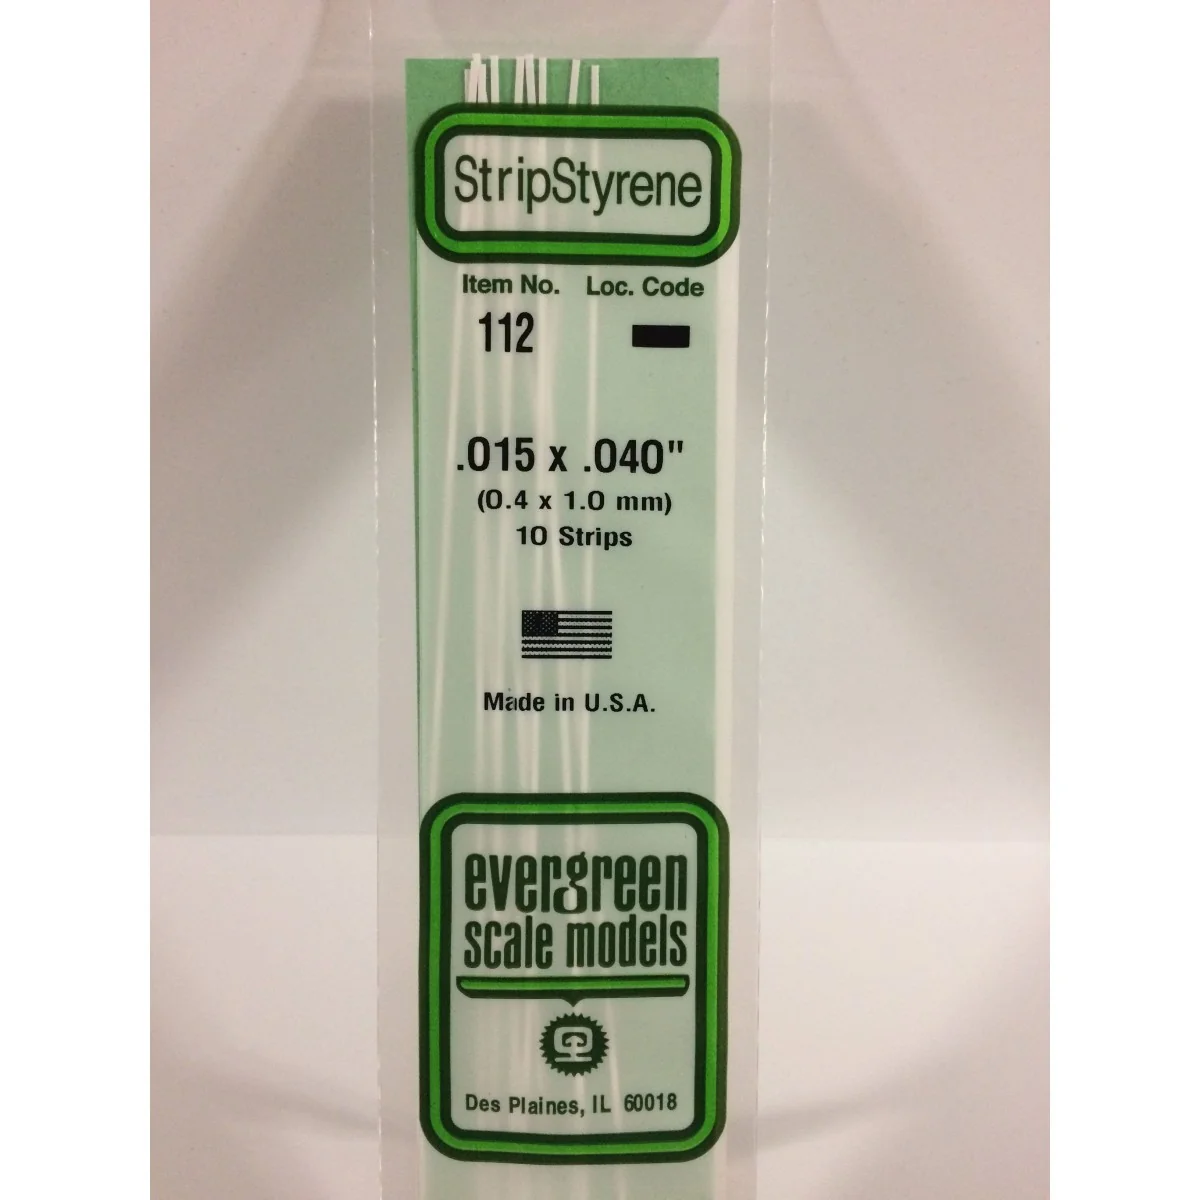 StripStyrene
Item No. Loc. Code
112
.015 x .040"
(0.4 x 1.0 mm)
10 Strips
Made in U.S.A.
evergreen
scale models
Des Plaines, IL 60018